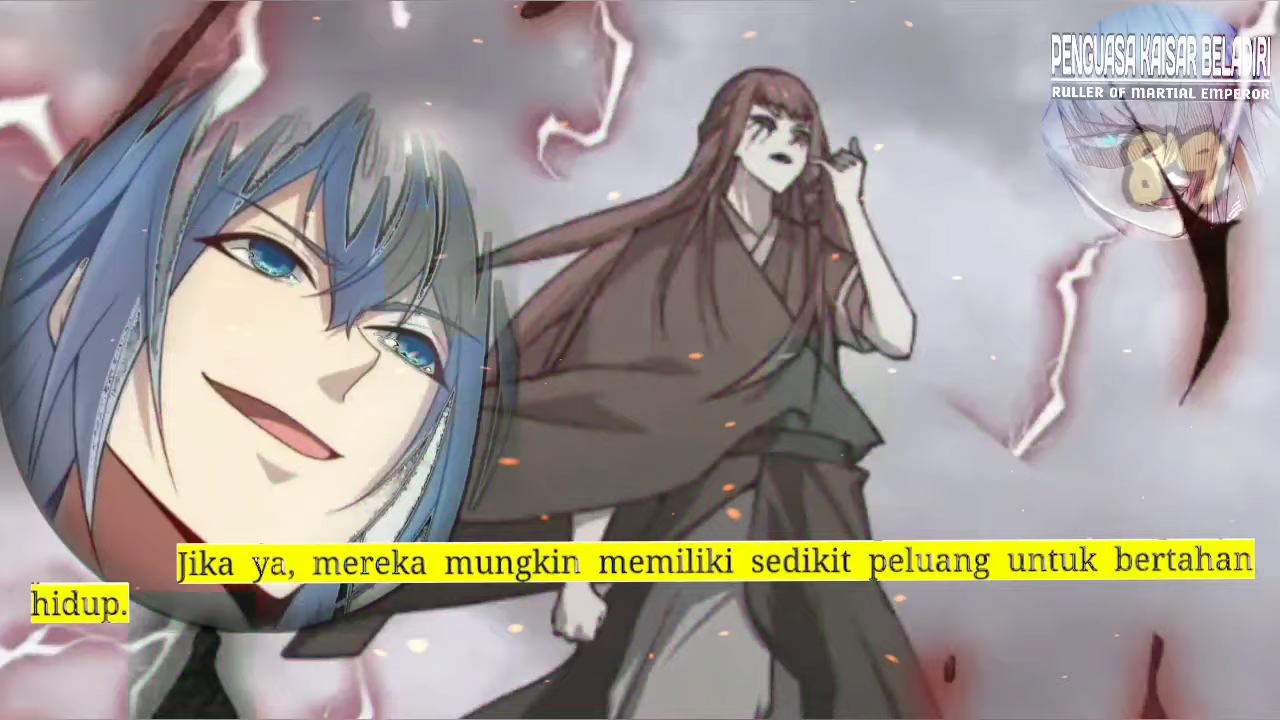 PENGUASA KAISAR BELADIRI
RULLER OF MARTIAL EMPEROR
Jika ya, mereka mungkin memiliki sedikit peluang untuk bertahan
hidup.